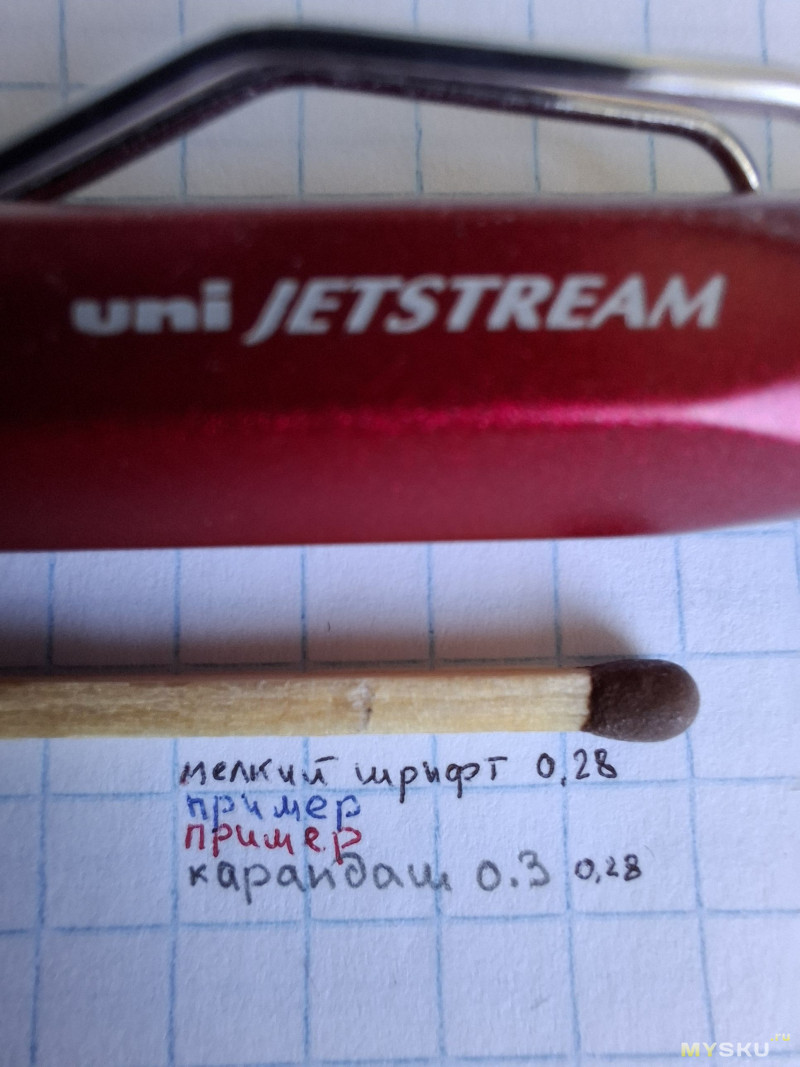 uni JETSTREAM
мелкий шрифт 0,28
пример
пример
карандаш 0.3 0,28
MYSKU.ru